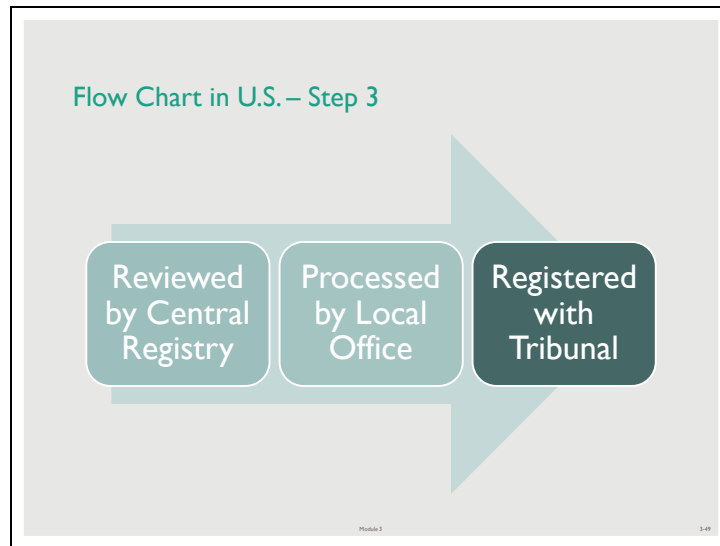 Flow Chart in U.S. – Step 3
Reviewed
by Central
Registry
Processed
by Local
Office
Registered
with
Tribunal
Module 3
3-49